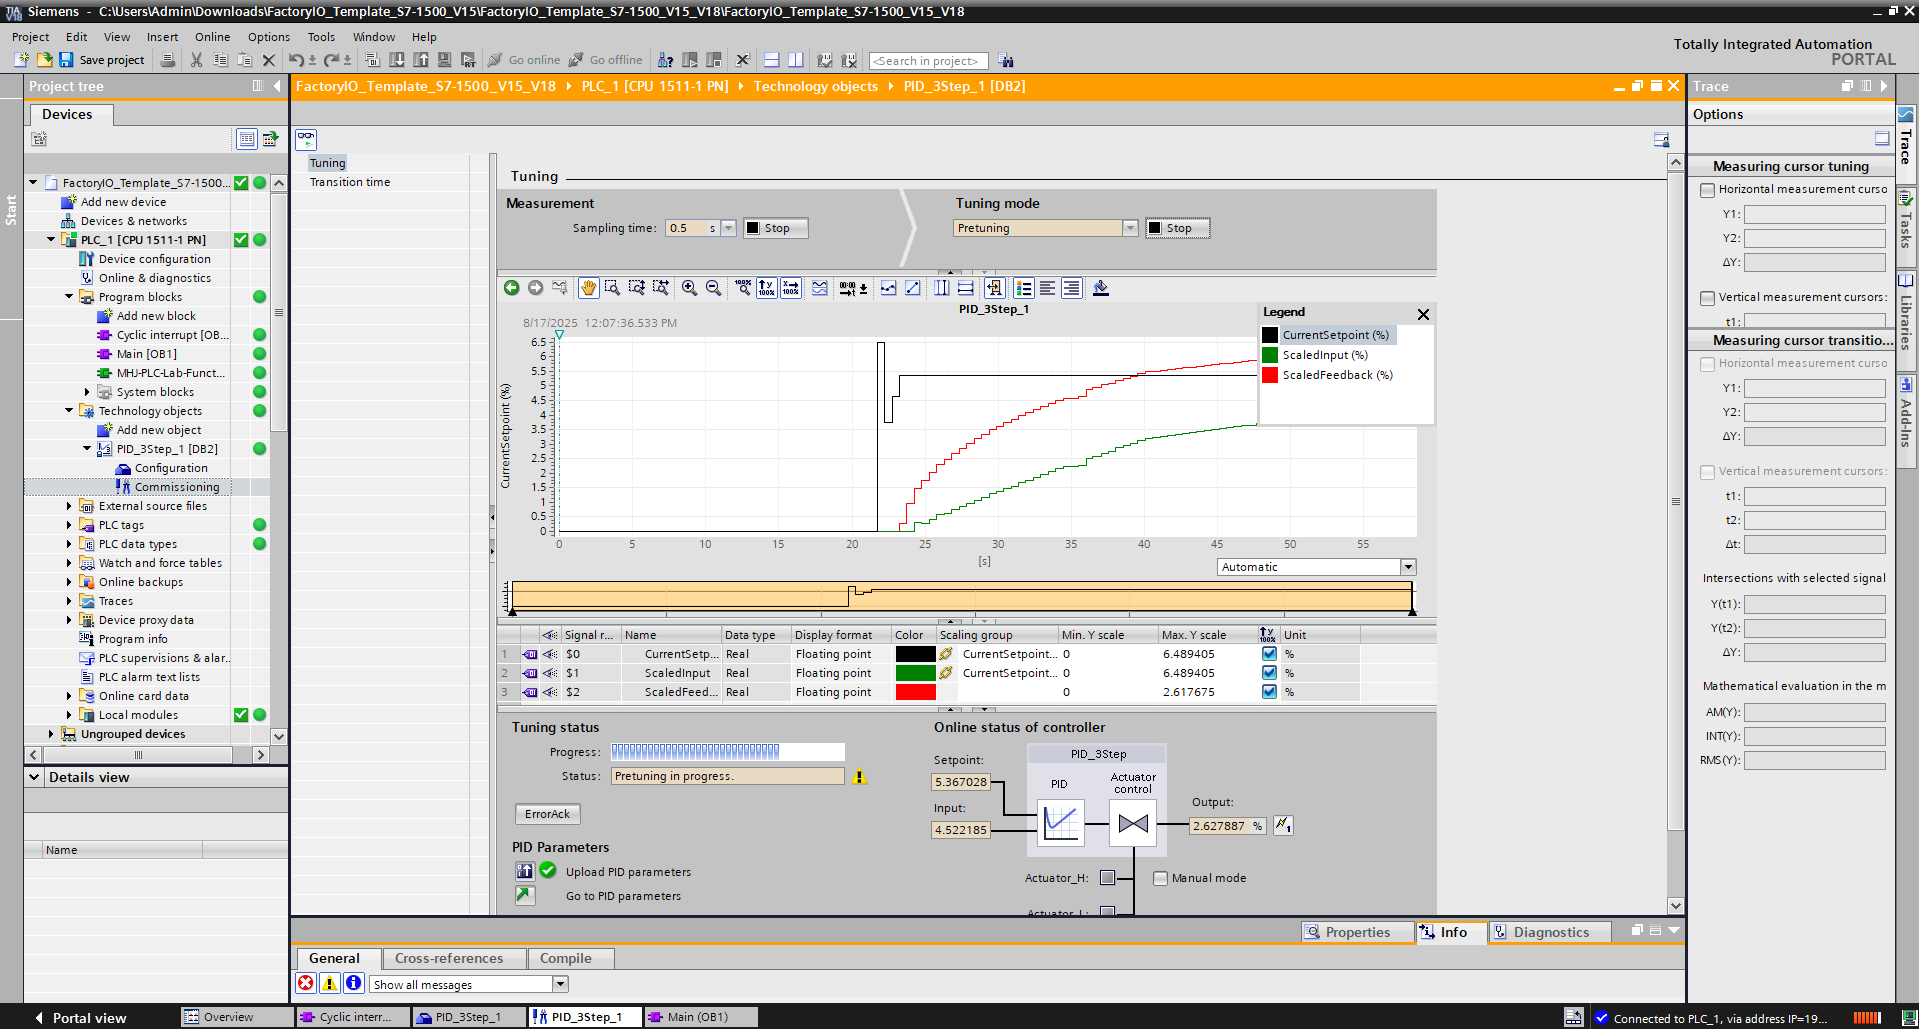 Siemens  -  C:\Users\Admin\Downloads\FactoryIO_Template_S7-1500_V15\FactoryIO_Template_S7-1500_V15_V18\FactoryIO_Template_S7-1500_V15_V18
Project Edit View Insert Online Options Tools Window Help
Totally Integrated Automation
PORTAL
Save project
Go online
Go offline
<Search in project>
Project tree
FactoryIO_Template_S7-1500_V15_V18 PLC_1 [CPU 1511-1 PN] Technology objects PID_3Step_1 [DB2]
Trace
Devices
Start
FactoryIO_Template_S7-1500...
Add new device
Devices & networks
PLC_1 [CPU 1511-1 PN]
Device configuration
Online & diagnostics
Program blocks
Add new block
Cyclic interrupt [OB...
Main [OB1]
MHJ-PLC-Lab-Funct...
System blocks
Technology objects
Add new object
PID_3Step_1 [DB2]
Configuration
Commissioning
External source files
PLC tags
PLC data types
Watch and force tables
Online backups
Traces
Device proxy data
Program info
PLC supervisions & alar...
PLC alarm text lists
Online card data
Local modules
Ungrouped devices
Details view
Name
Tuning
Transition time
Tuning
Measurement
Sampling time: 0.5 s Stop
Tuning mode
Pretuning Stop
PID_3Step_1
8/17/2025 12:07:36.533 PM
Legend
CurrentSetpoint (%)
ScaledInput (%)
ScaledFeedback (%)
CurrentSetpoint (%)
6.5
6
5.5
5
4.5
4
3.5
3
2.5
2
1.5
1
0.5
0
0 5 10 15 20 25 30 35 40 45 50 55
[s]
Automatic
Signal r... Name Data type Display format Color Scaling group Min. Y scale Max. Y scale Unit
1 $0 CurrentSetp... Real Floating point CurrentSetpoint... 0 6.489405 %
2 $1 ScaledInput Real Floating point CurrentSetpoint... 0 6.489405 %
3 $2 ScaledFeed... Real Floating point 0 2.617675 %
Tuning status
Progress:
Status: Pretuning in progress.
ErrorAck
PID Parameters
Upload PID parameters
Go to PID parameters
Online status of controller
Setpoint:
5.367028
Input:
4.522185
PID_3Step
PID
Actuator
control
Output:
2.627887 %
Actuator_H:
Manual mode
Actuator_L:
Options
Measuring cursor tuning
Horizontal measurement curso
Y1:
Y2:
ΔY:
Vertical measurement cursors:
t1:
Measuring cursor transitio...
Horizontal measurement curso
Y1:
Y2:
ΔY:
Vertical measurement cursors:
t1:
t2:
Δt:
Intersections with selected signal
Y(t1):
Y(t2):
ΔY:
Mathematical evaluation in the m
AM(Y):
INT(Y):
RMS(Y):
Trace
Tasks
Libraries
Add-Ins
Properties Info Diagnostics
General Cross-references Compile
Show all messages
Portal view
Overview
Cyclic interr...
PID_3Step_1
PID_3Step_1
Main (OB1)
Connected to PLC_1, via address IP=19...